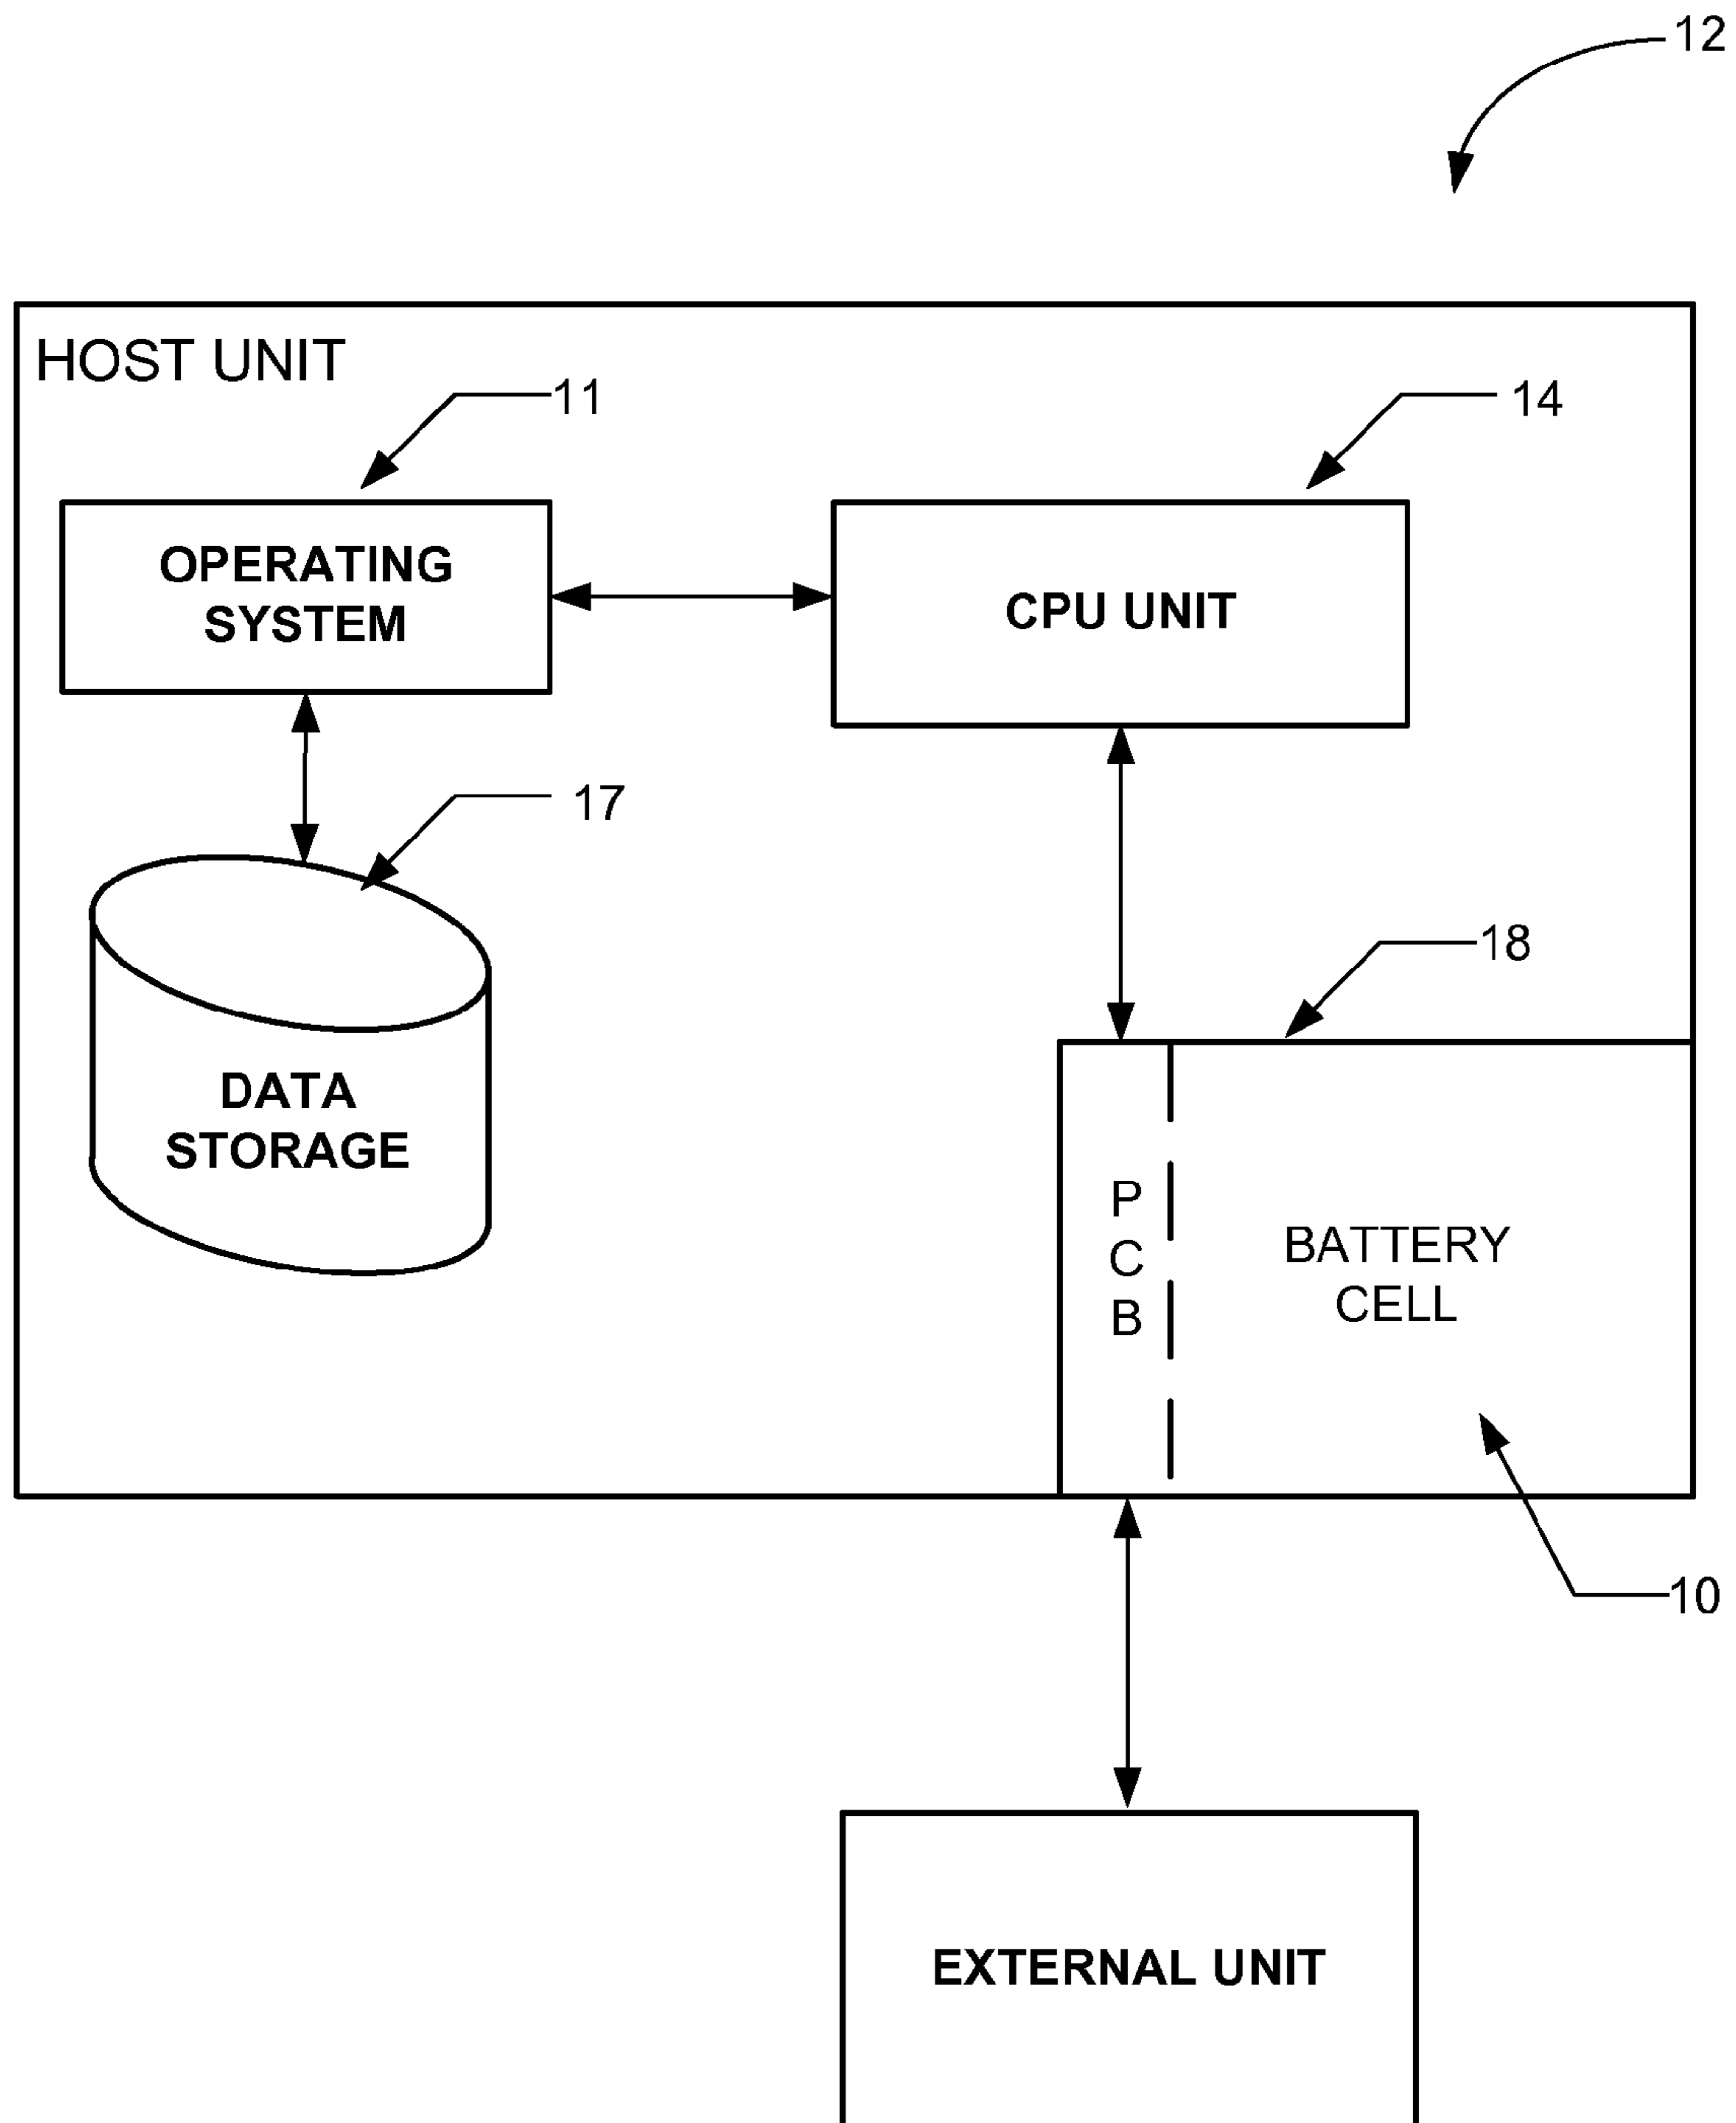 12
HOST UNIT
11
14
OPERATING
SYSTEM
CPU UNIT
17
18
DATA
STORAGE
P
C
B
BATTERY
CELL
10
EXTERNAL UNIT